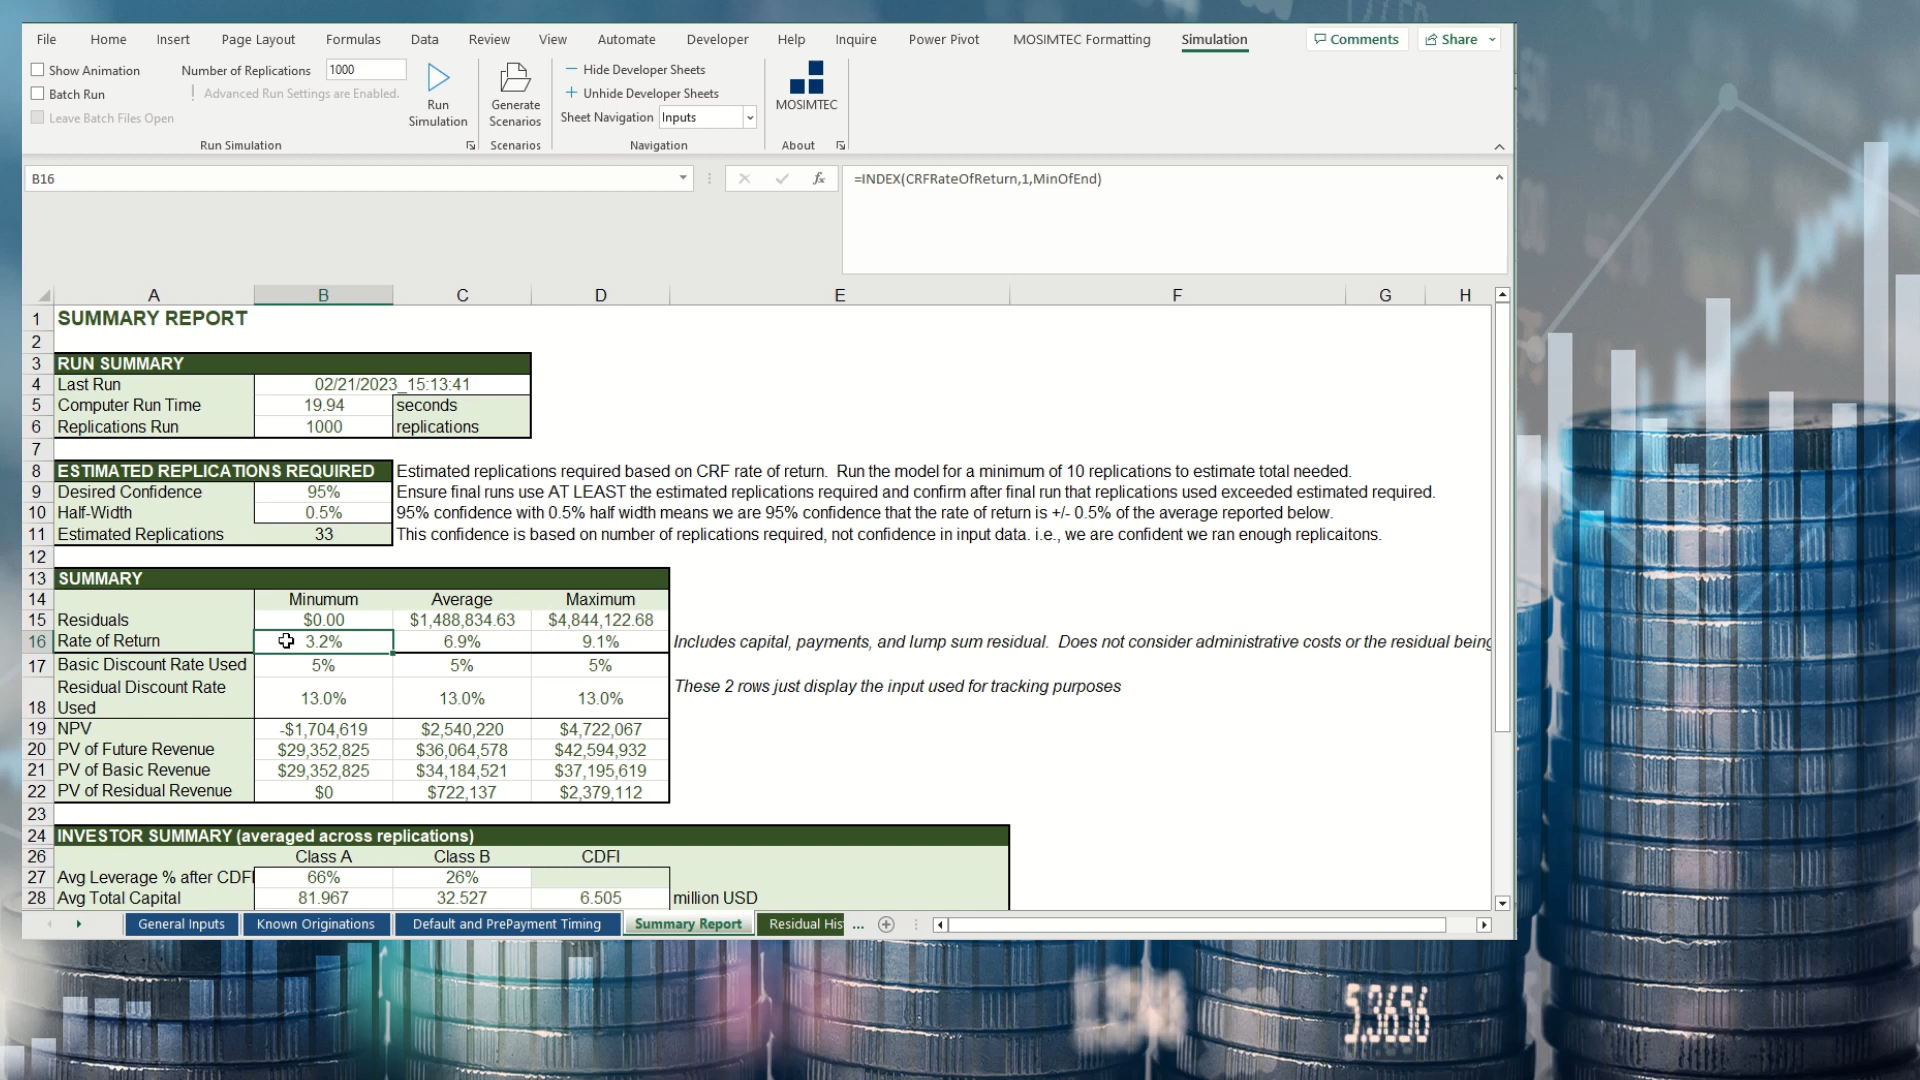 File Home Insert Page Layout Formulas Data Review View Automate Developer Help Inquire Power Pivot MOSIMTEC Formatting Simulation Comments Share
Show Animation Number of Replications 1000
Batch Run Advanced Run Settings are Enabled.
Leave Batch Files Open
Run Simulation
Run Simulation
Generate Scenarios
Scenarios
Hide Developer Sheets
Unhide Developer Sheets
Sheet Navigation Inputs
Navigation
MOSIMTEC
About
B16 fx =INDEX(CRFRateOfReturn,1,MinOfEnd)
A B C D E F G H
1 SUMMARY REPORT
2
3 RUN SUMMARY
4 Last Run 02/21/2023_15:13:41
5 Computer Run Time 19.94 seconds
6 Replications Run 1000 replications
7
8 ESTIMATED REPLICATIONS REQUIRED Estimated replications required based on CRF rate of return. Run the model for a minimum of 10 replications to estimate total needed.
9 Desired Confidence 95% Ensure final runs use AT LEAST the estimated replications required and confirm after final run that replications used exceeded estimated required.
10 Half-Width 0.5% 95% confidence with 0.5% half width means we are 95% confidence that the rate of return is +/- 0.5% of the average reported below.
11 Estimated Replications 33 This confidence is based on number of replications required, not confidence in input data. i.e., we are confident we ran enough replicaitons.
12
13 SUMMARY
14 Minumum Average Maximum
15 Residuals $0.00 $1,488,834.63 $4,844,122.68
16 Rate of Return 3.2% 6.9% 9.1% Includes capital, payments, and lump sum residual. Does not consider administrative costs or the residual being
17 Basic Discount Rate Used 5% 5% 5%
18 Residual Discount Rate Used 13.0% 13.0% 13.0% These 2 rows just display the input used for tracking purposes
19 NPV -$1,704,619 $2,540,220 $4,722,067
20 PV of Future Revenue $29,352,825 $36,064,578 $42,594,932
21 PV of Basic Revenue $29,352,825 $34,184,521 $37,195,619
22 PV of Residual Revenue $0 $722,137 $2,379,112
23
24 INVESTOR SUMMARY (averaged across replications)
26 Class A Class B CDFI
27 Avg Leverage % after CDFI 66% 26%
28 Avg Total Capital 81.967 32.527 6.505 million USD
General Inputs Known Originations Default and PrePayment Timing Summary Report Residual His ...
5.3656